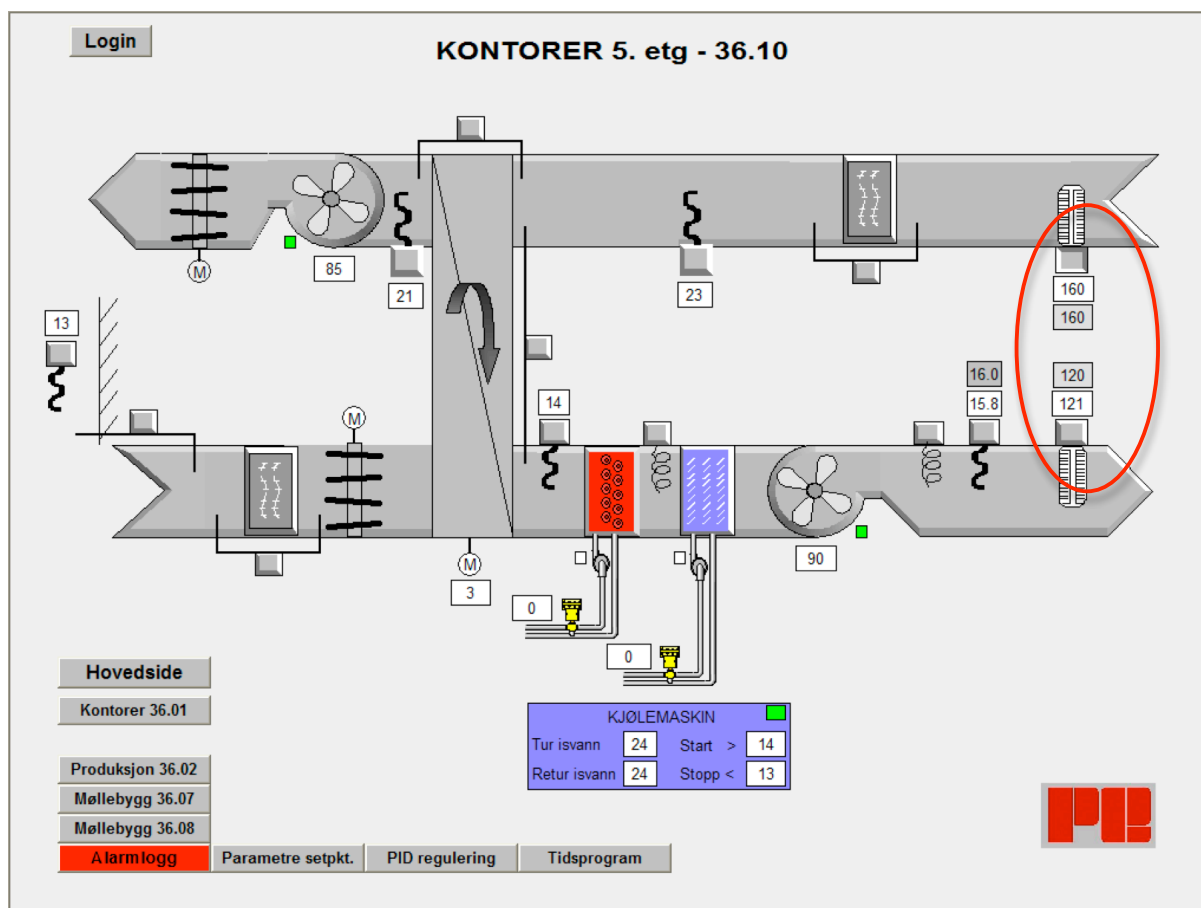 Login
KONTORER 5. etg - 36.10
M
85
21
23
160
160
13
16.0
120
M
14
15.8
121
M
90
3
0
0
Hovedside
Kontorer 36.01
KJØLEMASKIN
Tur isvann 24 Start > 14
Retur isvann 24 Stopp < 13
Produksjon 36.02
Møllebygg 36.07
Møllebygg 36.08
Alarmlogg Parametre setpkt. PID regulering Tidsprogram